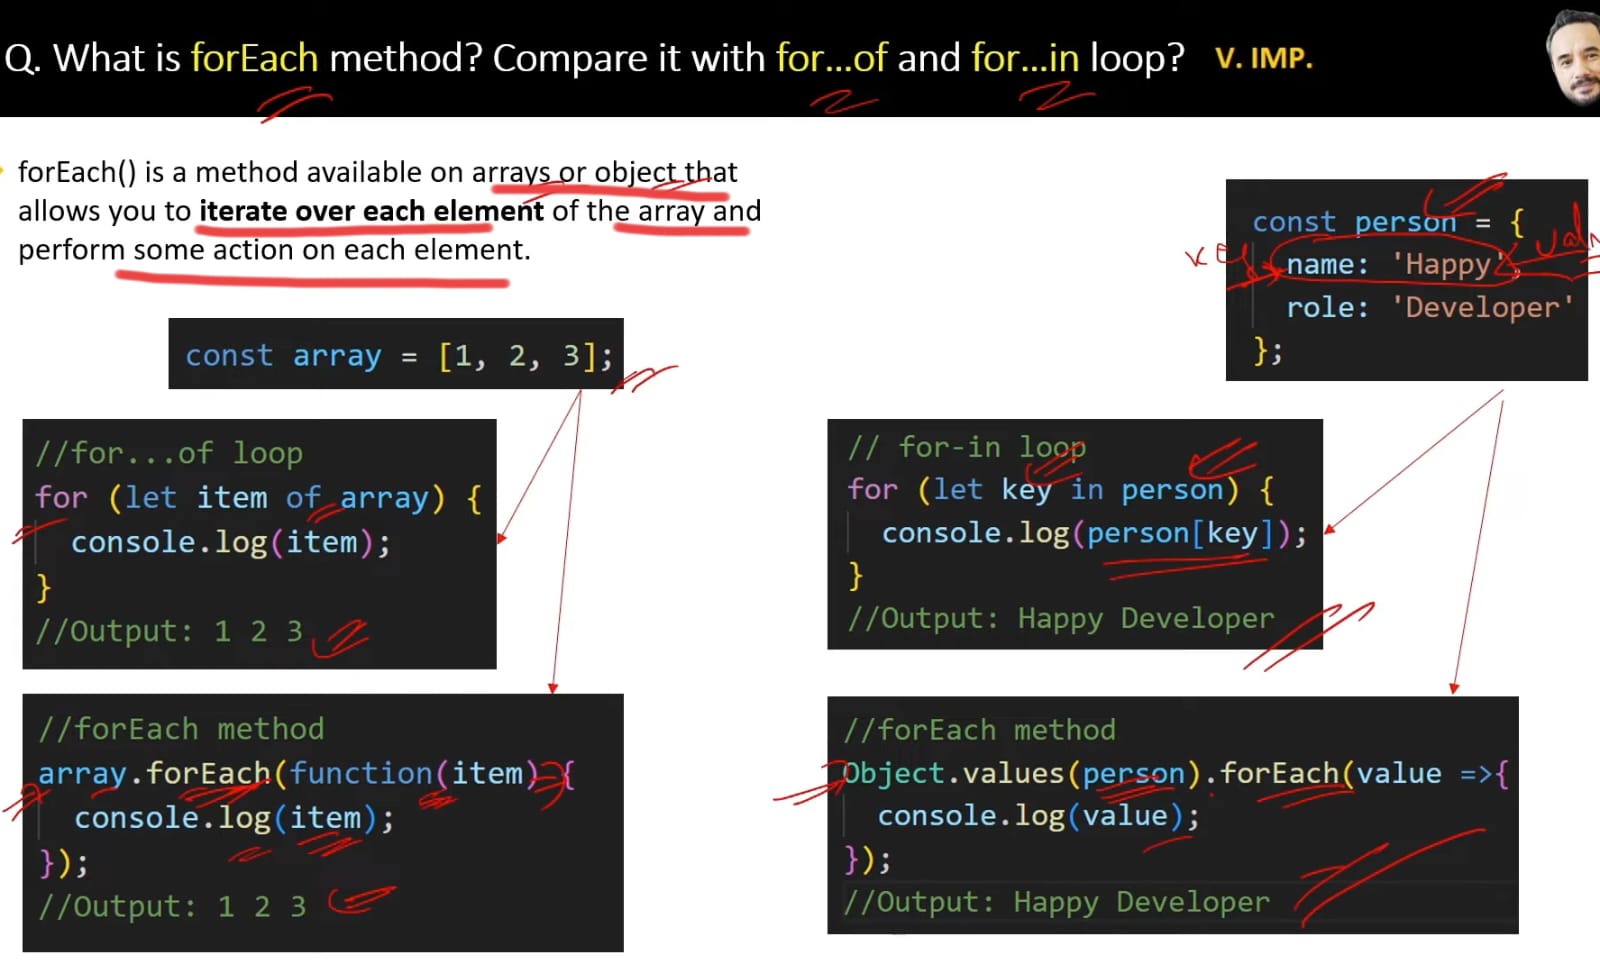 Q. What is forEach method? Compare it with for...of and for...in loop? V. IMP.
forEach() is a method available on arrays or object that
allows you to iterate over each element of the array and
perform some action on each element.
const array = [1, 2, 3];
//for...of loop
for (let item of array) {
console.log(item);
}
//Output: 1 2 3
//forEach method
array.forEach(function(item) {
console.log(item);
});
//Output: 1 2 3
const person = {
name: 'Happy',
role: 'Developer'
};
key
// for-in loop
for (let key in person) {
console.log(person[key]);
}
//Output: Happy Developer
//forEach method
Object.values(person).forEach(value =>{
console.log(value);
});
//Output: Happy Developer